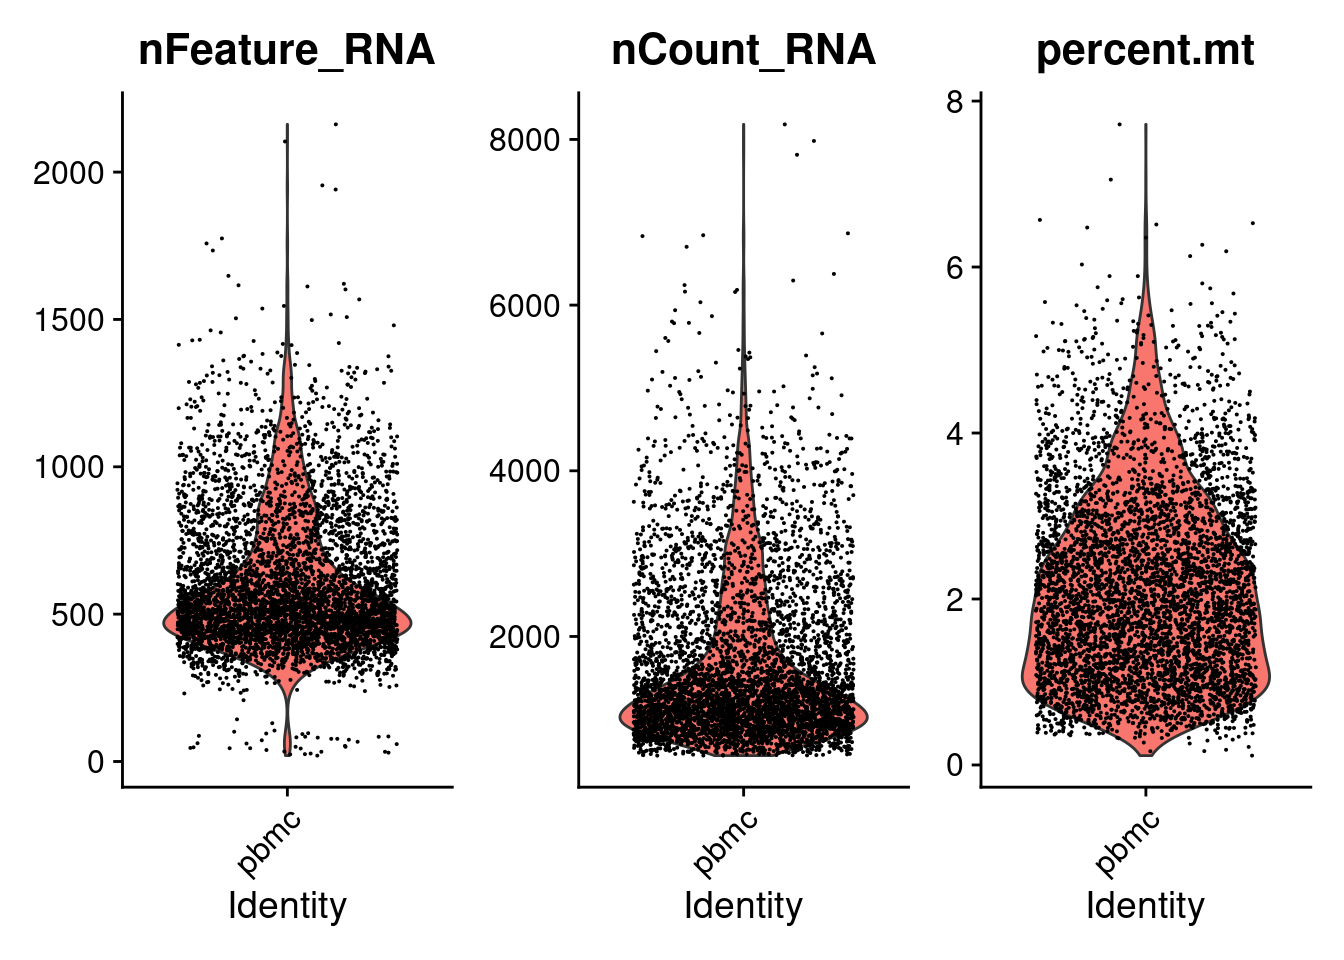 nFeature_RNA
2000
1500
1000
500
0
pbmc
Identity
nCount_RNA
8000
6000
4000
2000
pbmc
Identity
percent.mt
8
6
4
2
0
pbmc
Identity